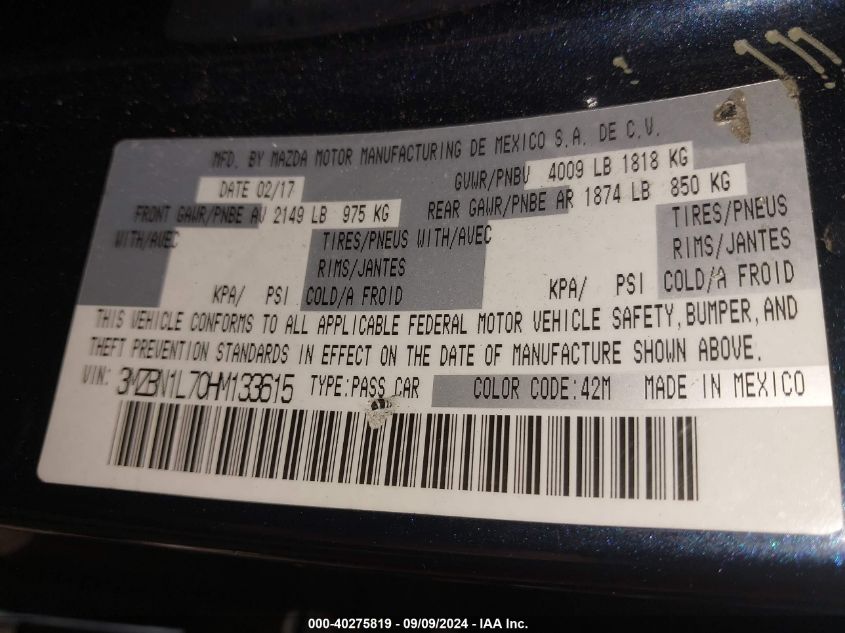 MFD. BY MAZDA MOTOR MANUFACTURING DE MEXICO S.A. DE C.V.
DATE 02/17 GVWR/PNBV 4009 LB 1818 KG
FRONT GAWR/PNBE AV 2149 LB 975 KG REAR GAWR/PNBE AR 1874 LB 850 KG
WITH/AVEC TIRES/PNEUS WITH/AVEC TIRES/PNEUS
RIMS/JANTES RIMS/JANTES
KPA/ PSI COLD/A FROID KPA/ PSI COLD/A FROID
THIS VEHICLE CONFORMS TO ALL APPLICABLE FEDERAL MOTOR VEHICLE SAFETY, BUMPER, AND
THEFT PREVENTION STANDARDS IN EFFECT ON THE DATE OF MANUFACTURE SHOWN ABOVE.
VIN: 3MZBN1L70HM133615 TYPE:PASS CAR COLOR CODE:42M MADE IN MEXICO
000-40275819 - 09/09/2024 - IAA Inc.